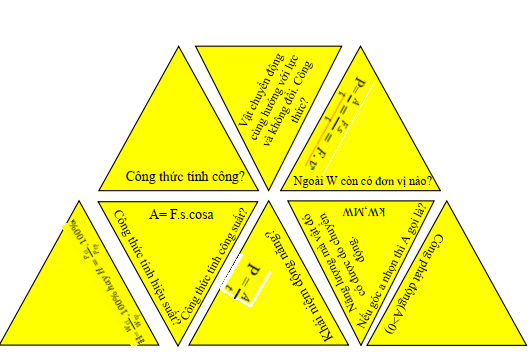 Vật chuyển động
cùng hướng với lực
và không đổi. Công
thức?
P = A/t = F.s/t = F.v
Công thức tính công?
Ngoài W còn có đơn vị nào?
A= F.s.cosa
kW,MW
Công thức tính hiệu suất?
Công thức tính công suất?
P = A/t
Khái niệm động năng?
Năng lượng mà vật đó
có được do chuyển
động.
Nếu góc a nhọn thì A gọi là?
Công phát động(A>0)